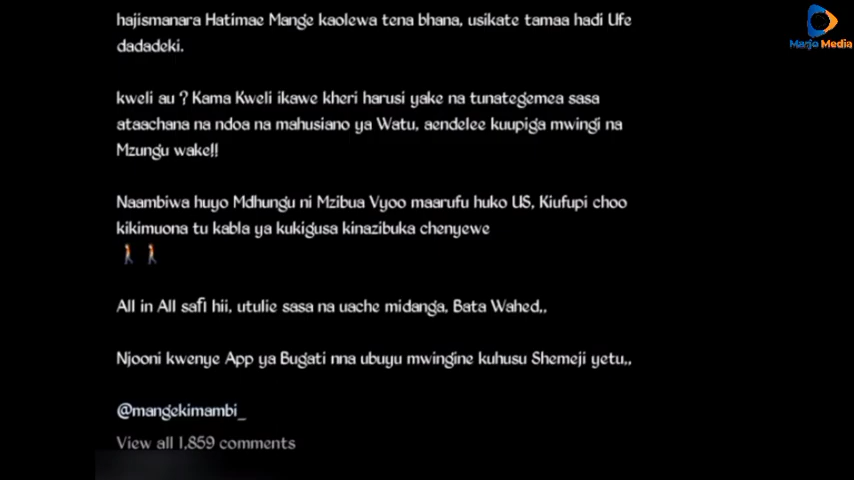 hajismanara Hatimae Mange kaolewa tena bhana, usikate tamaa hadi Ufe
dadadeki.
kweli au ? Kama Kweli ikawe kheri harusi yake na tunategemea sasa
ataachana na ndoa na mahusiano ya Watu, aendelee kuupiga mwingi na
Mzungu wake!!
Naambiwa huyo Mdhungu ni Mzibua Vyoo maarufu huko US, Kiufupi choo
kikimuona tu kabla ya kukigusa kinazibuka chenyewe
🚶🚶
All in All safi hii, utulie sasa na uache midanga, Bata Wahed,,
Njooni kwenye App ya Bugati nna ubuyu mwingine kuhusu Shemeji yetu,,
@mangekimambi_
View all 1,859 comments
Manjo Media